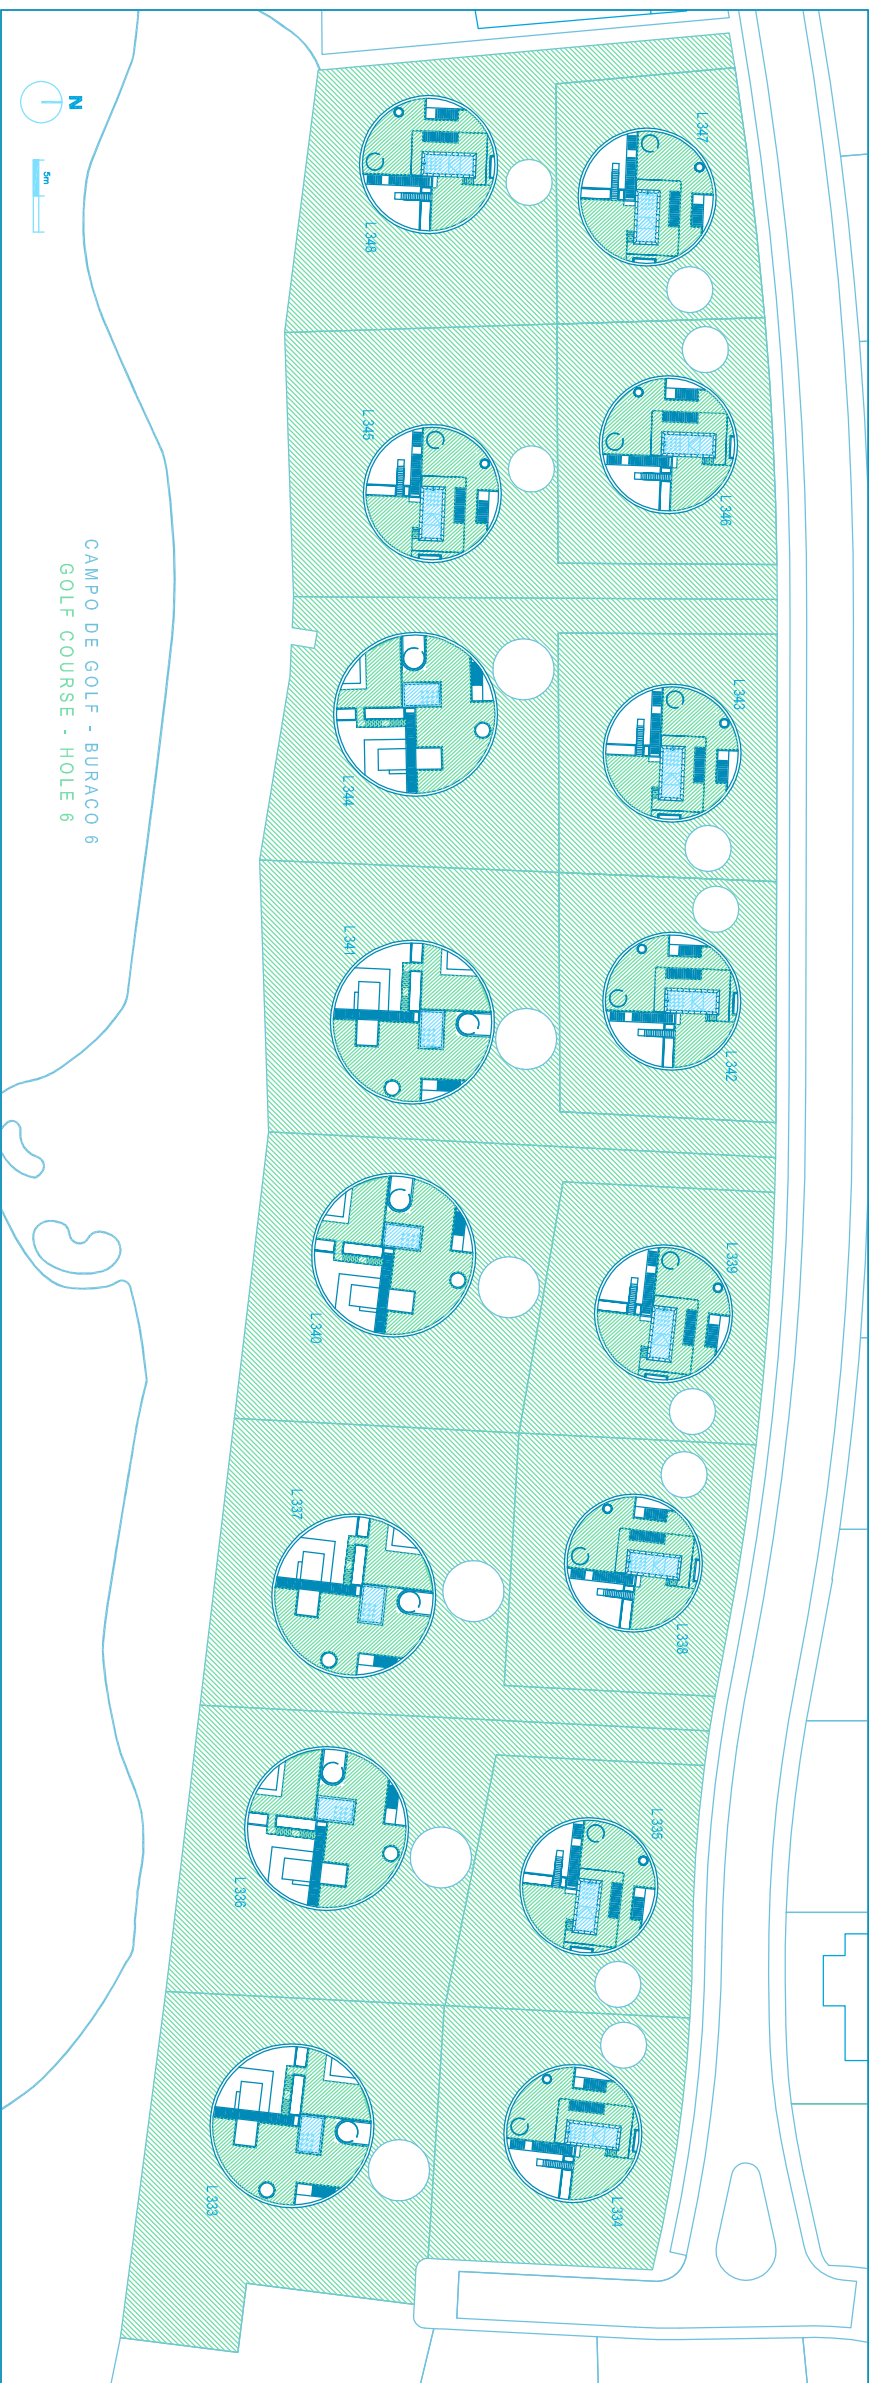 N
5m
CAMPO DE GOLF - BURACO 6
GOLF COURSE - HOLE 6
L 347
L 348
L 345
L 346
L 343
L 344
L 341
L 342
L 339
L 340
L 337
L 338
L 335
L 336
L 333
L 334